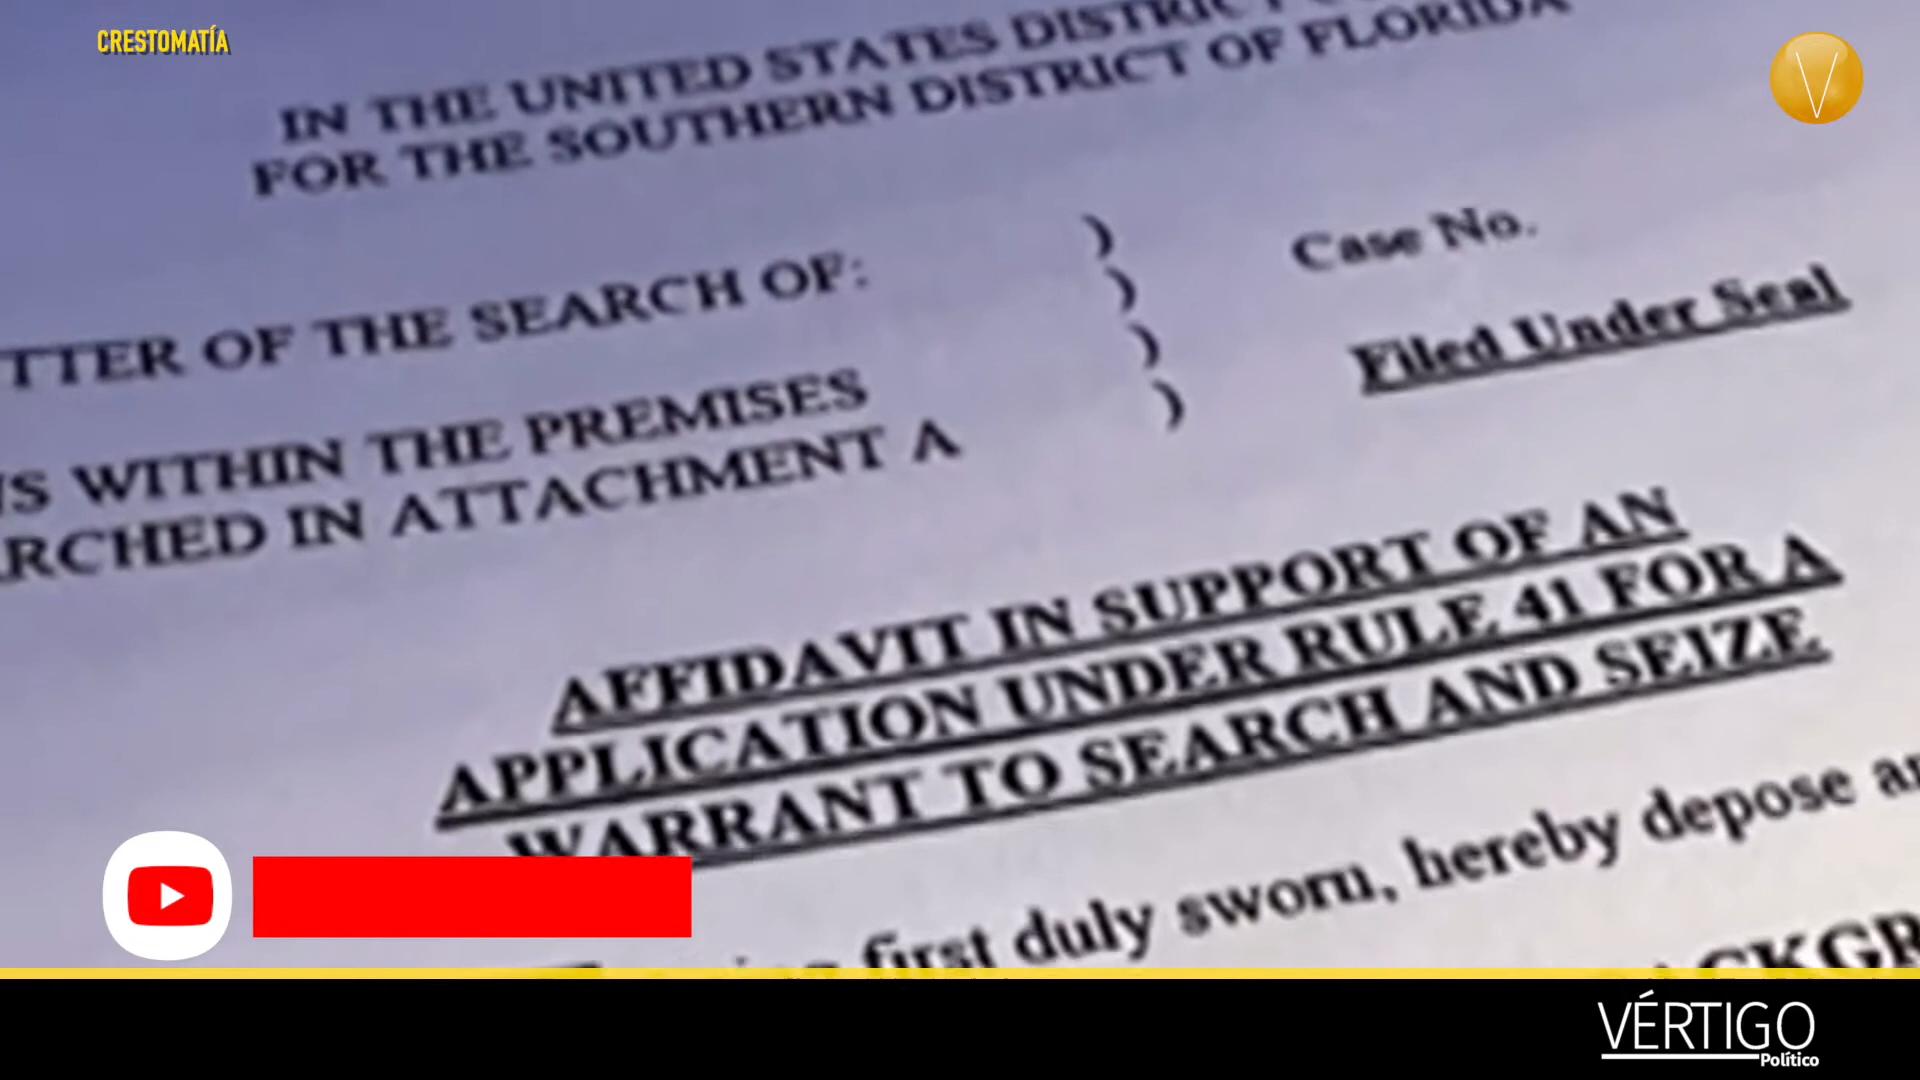 CRESTOMATÍA
IN THE UNITED STATES DISTRICT
FOR THE SOUTHERN DISTRICT OF FLORIDA
TTER OF THE SEARCH OF:
)
)
)
)
Case No.
Filed Under Seal
WITHIN THE PREMISES
RCHED IN ATTACHMENT A
AFFIDAVIT IN SUPPORT OF AN
APPLICATION UNDER RULE 41 FOR A
WARRANT TO SEARCH AND SEIZE
first duly sworn, hereby depose
CKGR
VÉRTIGO
Político